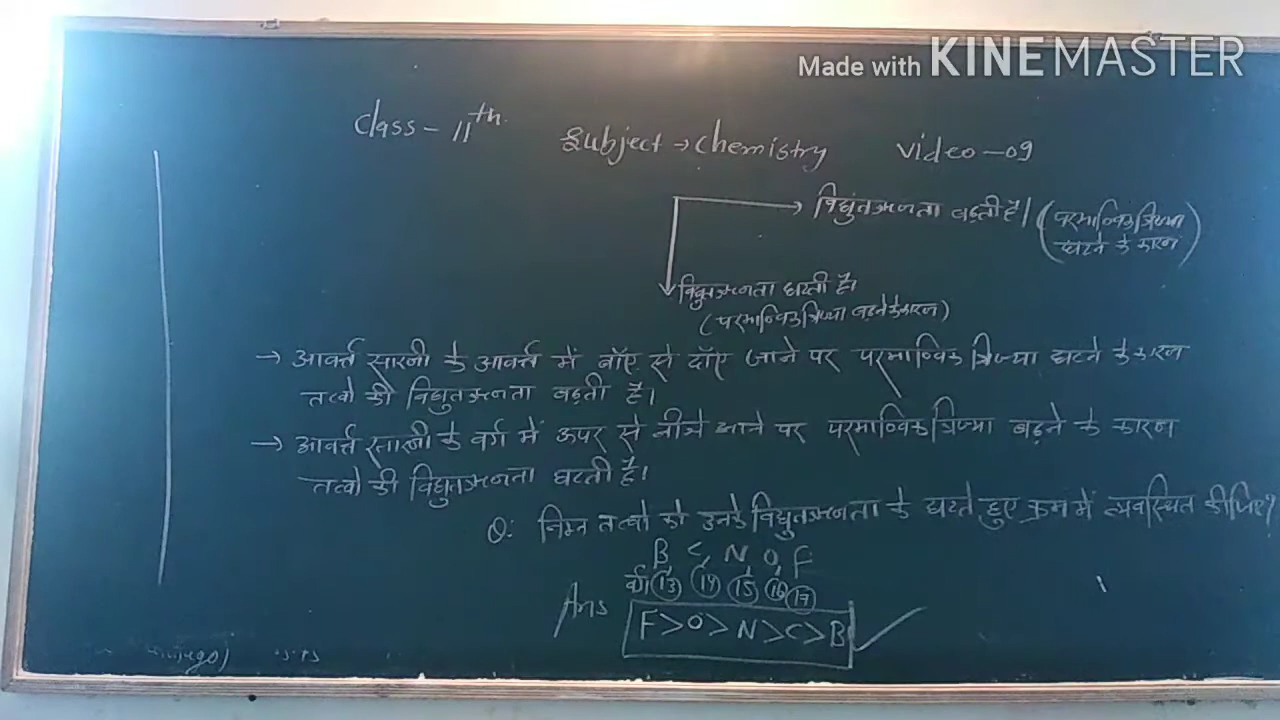 Made with KINEMASTER
Class - 11th. Subject → Chemistry Video - 09
विद्युतऋणता बढ़ती है। (परमाण्विक त्रिज्या
घटने के कारण)
विद्युतऋणता घटती है।
(परमाण्विक त्रिज्या बढ़ने के कारण)
→ आवर्त्त सारणी के आवर्त्त में बाॅए से दाॅए जाने पर परमाण्विक त्रिज्या घटने के कारण
तत्वो की विद्युतऋणता बढ़ती है।
→ आवर्त्त सारणी के वर्ग में ऊपर से नीचे आने पर परमाण्विक त्रिज्या बढ़ने के कारण
तत्वो की विद्युतऋणता घटती है।
Q: निम्न तत्वो को उनके विद्युतऋणता के घटते हुए क्रम में व्यवस्थित कीजिए?
B C, N O, F
वर्ग 13 14 15 16 17
Ans F > O > N > C > B